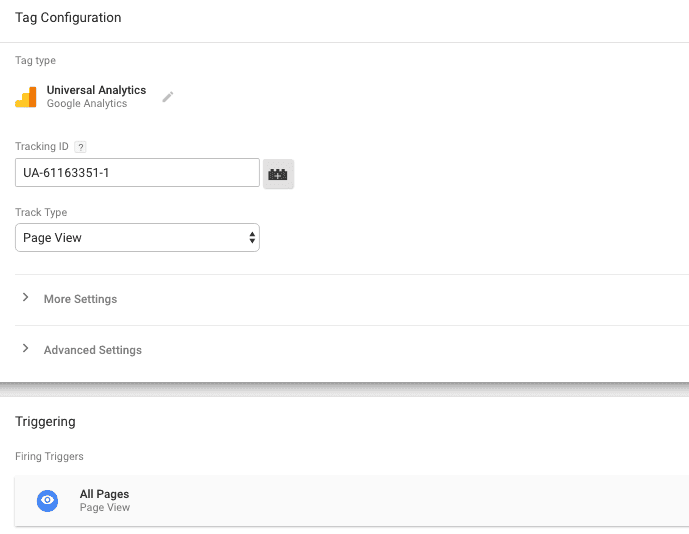 Tag Configuration
Tag type
Universal Analytics
Google Analytics
Tracking ID ?
UA-61163351-1
Track Type
Page View
More Settings
Advanced Settings
Triggering
Firing Triggers
All Pages
Page View